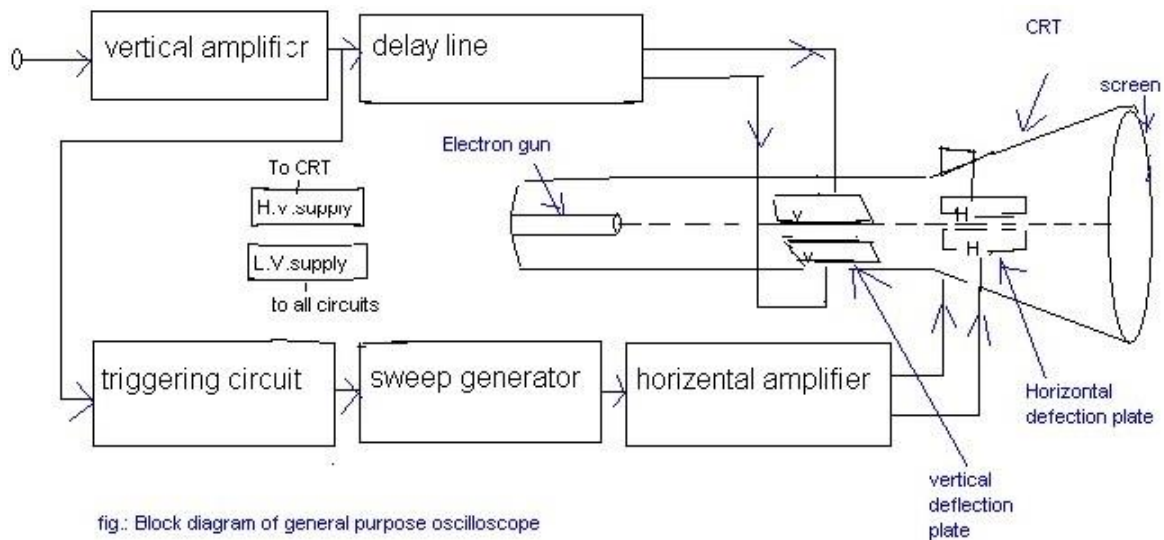 vertical amplifier
delay line
CRT
screen
Electron gun
To CRT
H.V.supply
L.V.supply
to all circuits
V
V
H
H
triggering circuit
sweep generator
horizental amplifier
Horizontal
defection plate
vertical
deflection
plate
fig.: Block diagram of general purpose oscilloscope